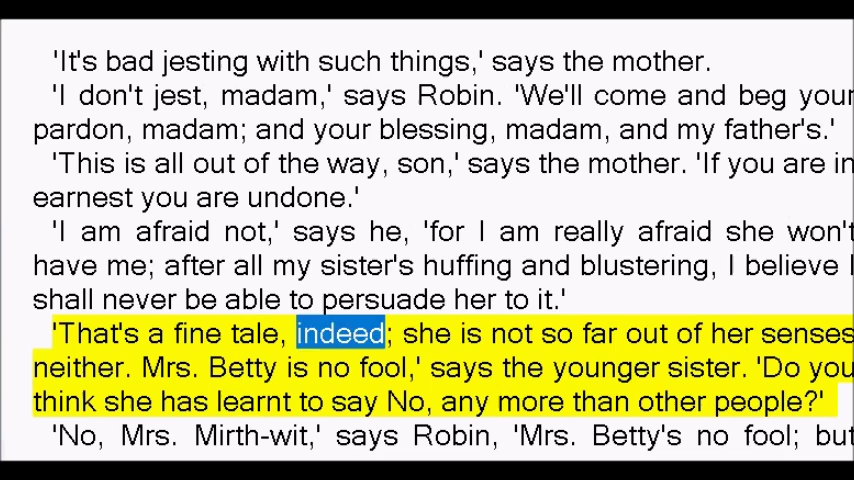 'It's bad jesting with such things,' says the mother.
'I don't jest, madam,' says Robin. 'We'll come and beg your
pardon, madam; and your blessing, madam, and my father's.'
'This is all out of the way, son,' says the mother. 'If you are in
earnest you are undone.'
'I am afraid not,' says he, 'for I am really afraid she won't
have me; after all my sister's huffing and blustering, I believe I
shall never be able to persuade her to it.'
'That's a fine tale, indeed; she is not so far out of her senses
neither. Mrs. Betty is no fool,' says the younger sister. 'Do you
think she has learnt to say No, any more than other people?'
'No, Mrs. Mirth-wit,' says Robin, 'Mrs. Betty's no fool; but